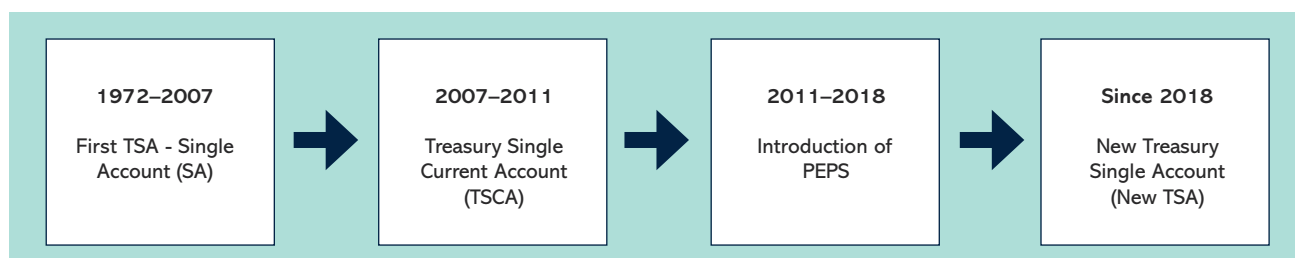 1972–2007
First TSA - Single
Account (SA)
2007–2011
Treasury Single
Current Account
(TSCA)
2011–2018
Introduction of
PEPS
Since 2018
New Treasury
Single Account
(New TSA)